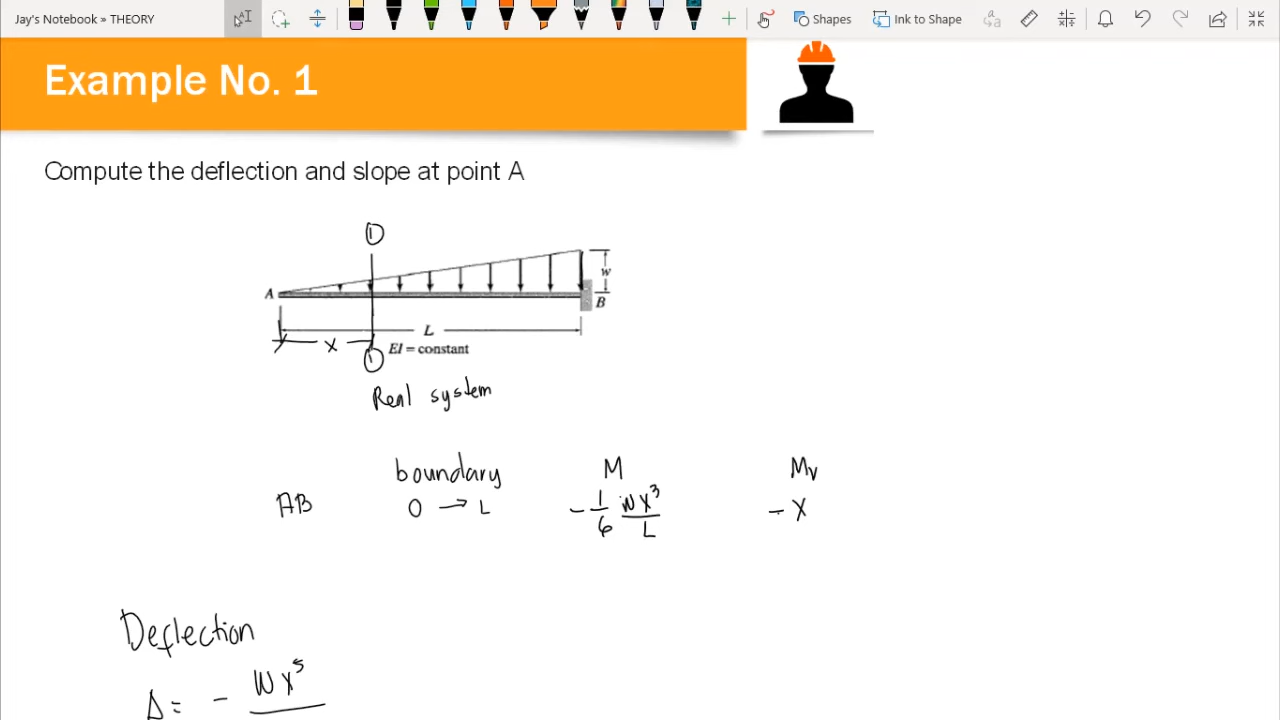 Jay's Notebook » THEORY
Shapes
Ink to Shape
Example No. 1
Compute the deflection and slope at point A
1
A
w
B
L
x
1
EI = constant
Real system
boundary M Mv
AB 0 → L - 1/6 wx³/L - x
Deflection
Δ = - wx⁵